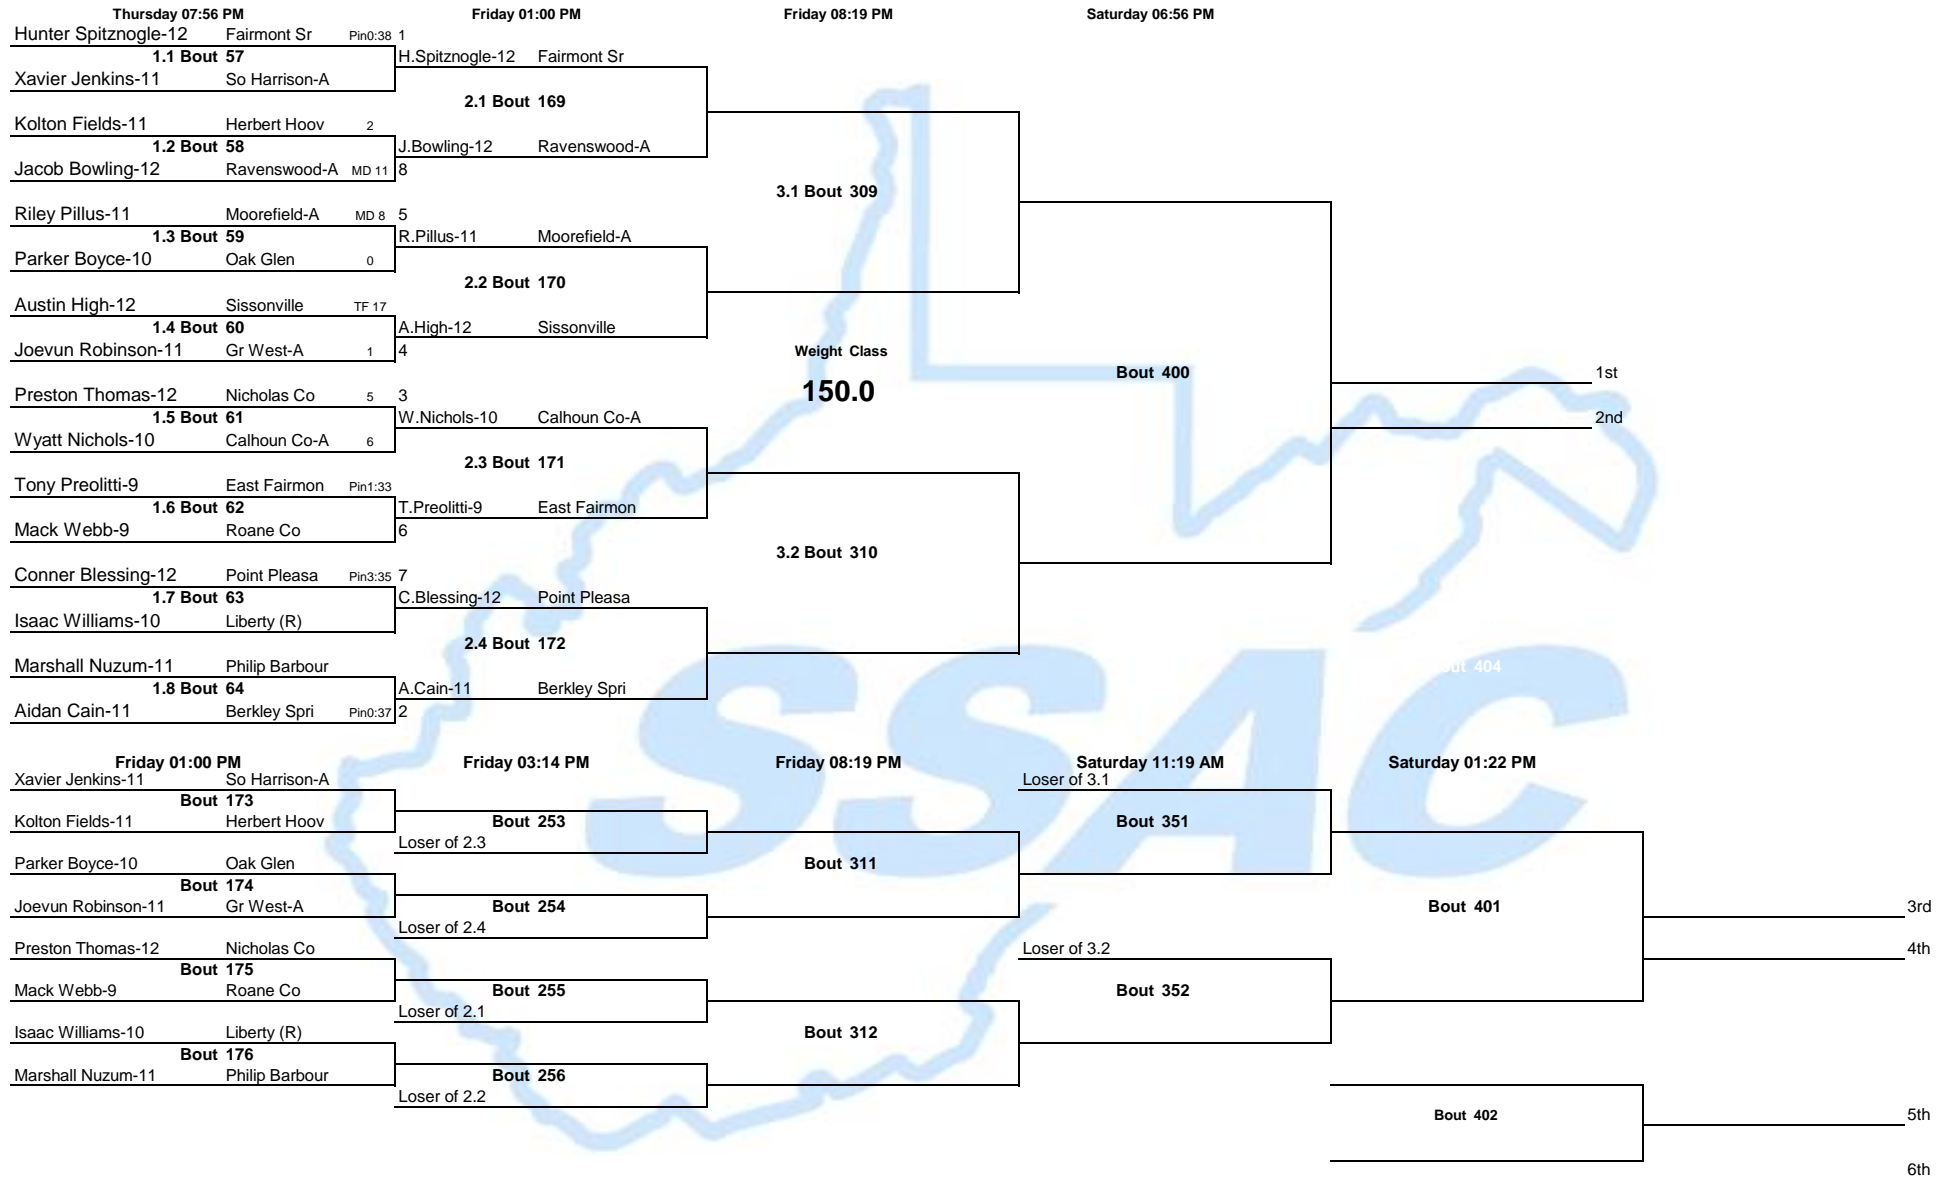 Thursday 07:56 PM Friday 01:00 PM Friday 08:19 PM Saturday 06:56 PM
Hunter Spitznogle-12 Fairmont Sr Pin0:38 1
1.1 Bout 57 H.Spitznogle-12 Fairmont Sr
Xavier Jenkins-11 So Harrison-A
2.1 Bout 169
Kolton Fields-11 Herbert Hoov 2
1.2 Bout 58 J.Bowling-12 Ravenswood-A
Jacob Bowling-12 Ravenswood-A MD 11 8
3.1 Bout 309
Riley Pillus-11 Moorefield-A MD 8 5
1.3 Bout 59 R.Pillus-11 Moorefield-A
Parker Boyce-10 Oak Glen 0
2.2 Bout 170
Austin High-12 Sissonville TF 17
1.4 Bout 60 A.High-12 Sissonville
Joevun Robinson-11 Gr West-A 1 4 Weight Class
Bout 400 1st
Preston Thomas-12 Nicholas Co 5 3 150.0
1.5 Bout 61 W.Nichols-10 Calhoun Co-A 2nd
Wyatt Nichols-10 Calhoun Co-A 6
2.3 Bout 171
Tony Preolitti-9 East Fairmon Pin1:33
1.6 Bout 62 T.Preolitti-9 East Fairmon
Mack Webb-9 Roane Co 6
3.2 Bout 310
Conner Blessing-12 Point Pleasa Pin3:35 7
1.7 Bout 63 C.Blessing-12 Point Pleasa
Isaac Williams-10 Liberty (R)
2.4 Bout 172
Marshall Nuzum-11 Philip Barbour ut 404
1.8 Bout 64 A.Cain-11 Berkley Spri
Aidan Cain-11 Berkley Spri Pin0:37 2
SSAC
Friday 01:00 PM Friday 03:14 PM Friday 08:19 PM Saturday 11:19 AM Saturday 01:22 PM
Xavier Jenkins-11 So Harrison-A Loser of 3.1
Bout 173
Kolton Fields-11 Herbert Hoov Bout 253 Bout 351
Loser of 2.3
Parker Boyce-10 Oak Glen Bout 311
Bout 174
Joevun Robinson-11 Gr West-A Bout 254 Bout 401 3rd
Loser of 2.4
Preston Thomas-12 Nicholas Co Loser of 3.2 4th
Bout 175
Mack Webb-9 Roane Co Bout 255 Bout 352
Loser of 2.1
Isaac Williams-10 Liberty (R) Bout 312
Bout 176
Marshall Nuzum-11 Philip Barbour Bout 256
Loser of 2.2
Bout 402 5th
6th